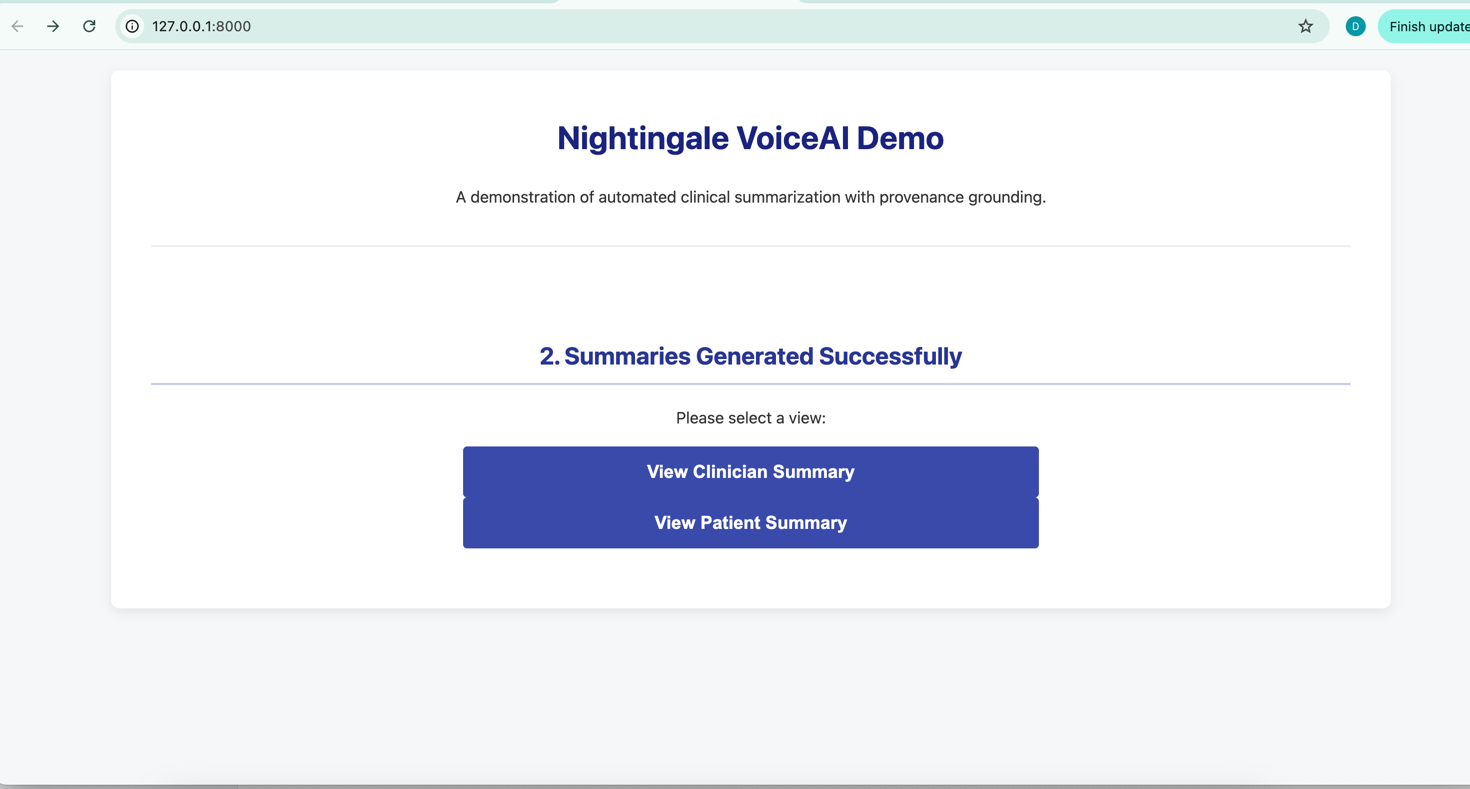 127.0.0.1:8000
D
Finish update
Nightingale VoiceAI Demo
A demonstration of automated clinical summarization with provenance grounding.
2. Summaries Generated Successfully
Please select a view:
View Clinician Summary
View Patient Summary